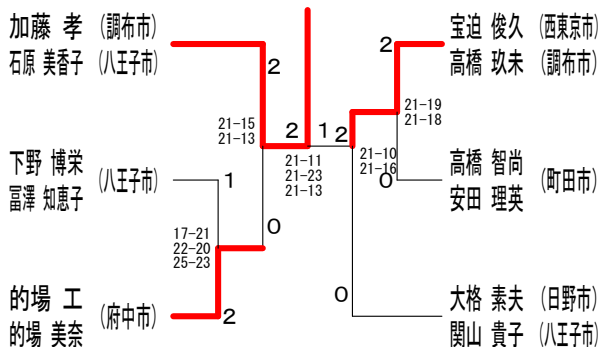 加藤 孝 (調布市)
石原 美香子 (八王子市)
下野 博栄
冨澤 知恵子
(八王子市)
的場 工
的場 美奈
(府中市)
2
21-15
21-13
2
1
0
17-21
22-20
25-23
2
21-11
21-23
21-13
1
2
2
21-19
21-18
21-10
21-16
0
0
宝迫 俊久 (西東京市)
高橋 玖未 (調布市)
高橋 智尚
安田 理英
(町田市)
大格 素夫 (日野市)
関山 貴子 (八王子市)